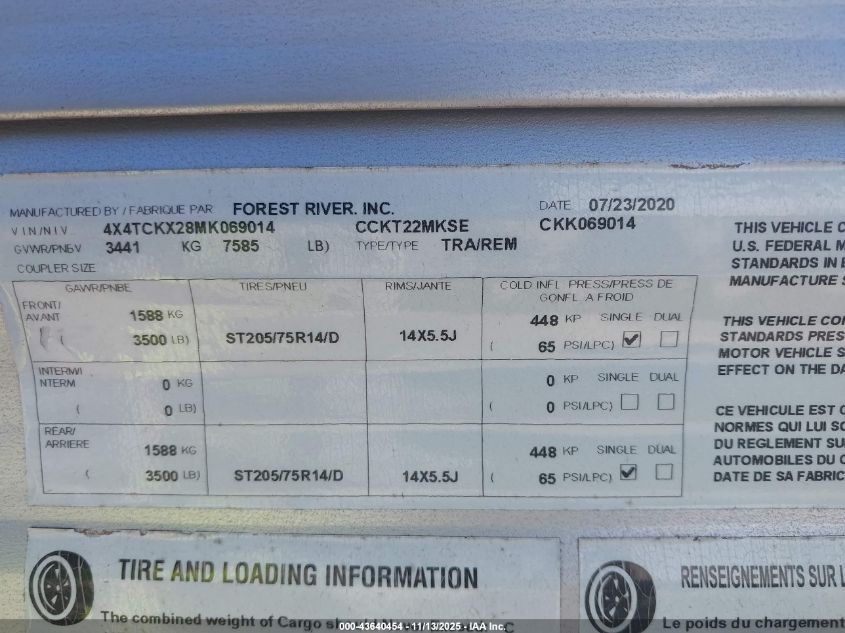 MANUFACTURED BY / FABRIQUE PAR FOREST RIVER. INC. DATE 07/23/2020
VIN/NIV 4X4TCKX28MK069014 CCKT22MKSE CKK069014
GVWR/PNBV 3441 KG 7585 LB) TYPE/TYPE TRA/REM
COUPLER SIZE
GAWR/PNBE TIRES/PNEU RIMS/JANTE COLD INFL PRESS/PRESS DE
GONFL A FROID
FRONT/
AVANT 1588 KG 448 KP SINGLE DUAL
( 3500 LB) ST205/75R14/D 14X5.5J ( 65 PSI/LPC)
INTERM/
INTERM 0 KG 0 KP SINGLE DUAL
( 0 LB) ( 0 PSI/LPC)
REAR/
ARRIERE 1588 KG 448 KP SINGLE DUAL
( 3500 LB) ST205/75R14/D 14X5.5J ( 65 PSI/LPC)
THIS VEHICLE C
U.S. FEDERAL M
STANDARDS IN E
MANUFACTURE S
THIS VEHICLE CO
STANDARDS PRES
MOTOR VEHICLE S
EFFECT ON THE DA
CE VEHICULE EST C
NORMES QUI LUI SO
DU REGLEMENT SU
AUTOMOBILES DU C
DATE DE SA FABRIC
TIRE AND LOADING INFORMATION
The combined weight of Cargo
RENSEIGNEMENTS SUR L
Le poids du chargement
000-43640454 - 11/13/2025 - IAA Inc.